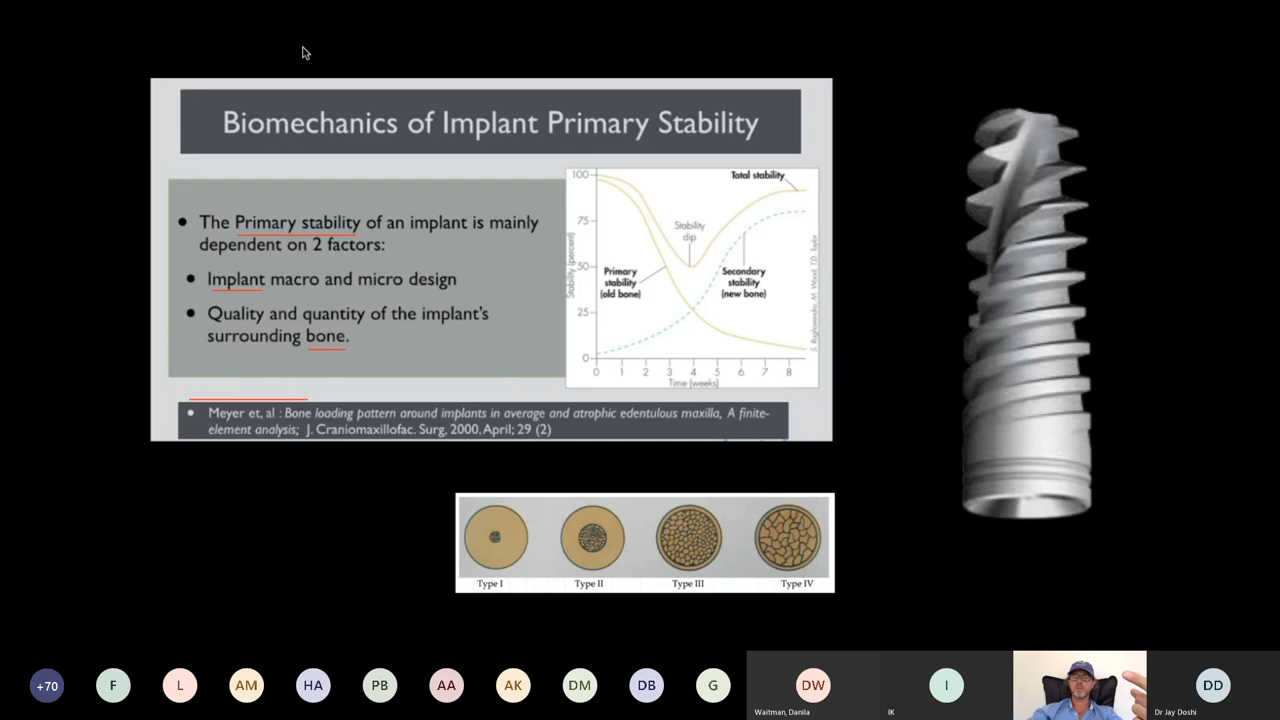 Biomechanics of Implant Primary Stability
The Primary stability of an implant is mainly
dependent on 2 factors:
Implant macro and micro design
Quality and quantity of the implant's
surrounding bone.
100
75
50
25
0
0 1 2 3 4 5 6 7 8
Time (weeks)
Stability (percent)
Total stability
Stability
dip
Primary
stability
(old bone)
Secondary
stability
(new bone)
S. Raghavendra, M. Wood, T.D. Taylor
Meyer et, al : Bone loading pattern around implants in average and atrophic edentulous maxilla, A finite-
element analysis; J. Craniomaxillofac. Surg. 2000, April; 29 (2)
Type I Type II Type III Type IV
+70 F L AM HA PB AA AK DM DB G DW I DD
Waitman, Danila IK Dr Jay Doshi